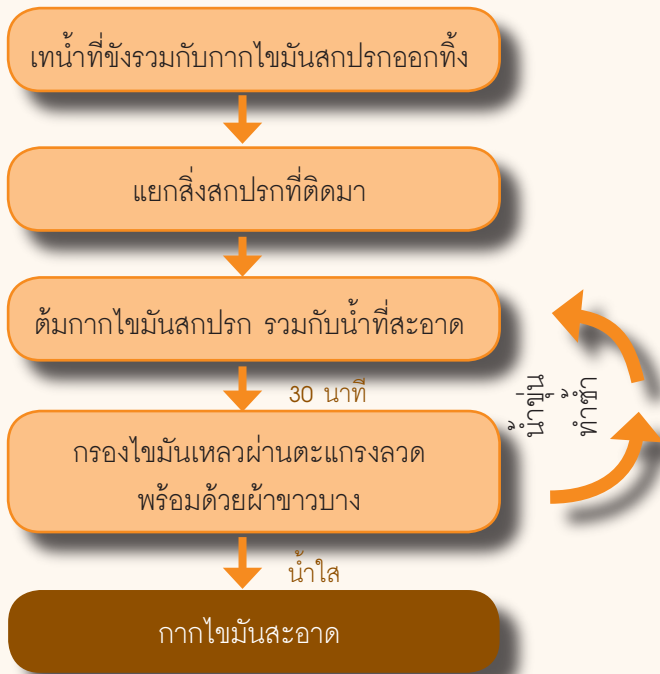 เทน้ำที่ขังรวมกับกากไขมันสกปรกออกทิ้ง
แยกสิ่งสกปรกที่ติดมา
ต้มกากไขมันสกปรก รวมกับน้ำที่สะอาด
30 นาที
น้ำขุ่น
ทำซ้ำ
กรองไขมันเหลวผ่านตะแกรงลวด
พร้อมด้วยผ้าขาวบาง
น้ำใส
กากไขมันสะอาด